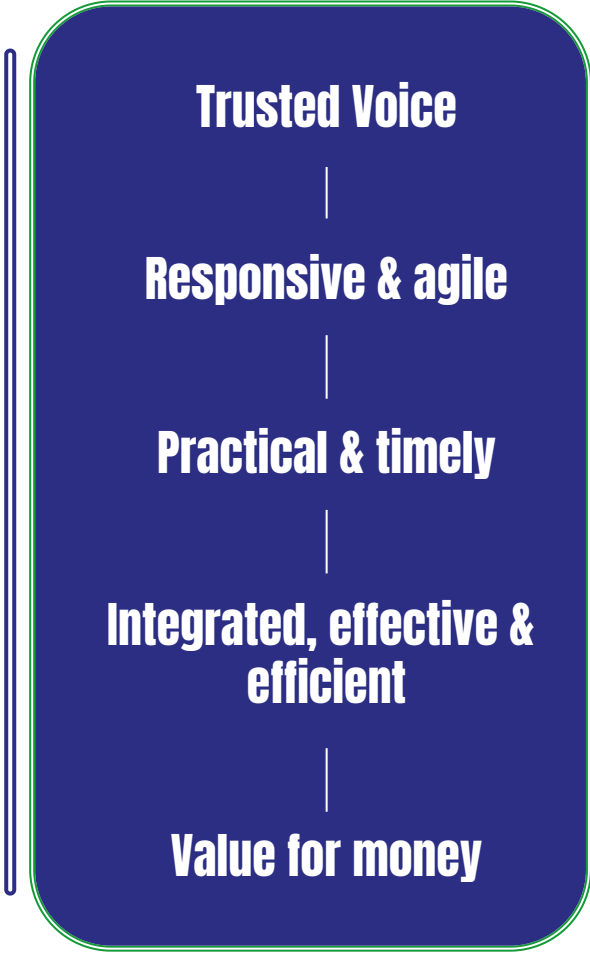 Trusted Voice
Responsive & agile
Practical & timely
Integrated, effective &
efficient
Value for money